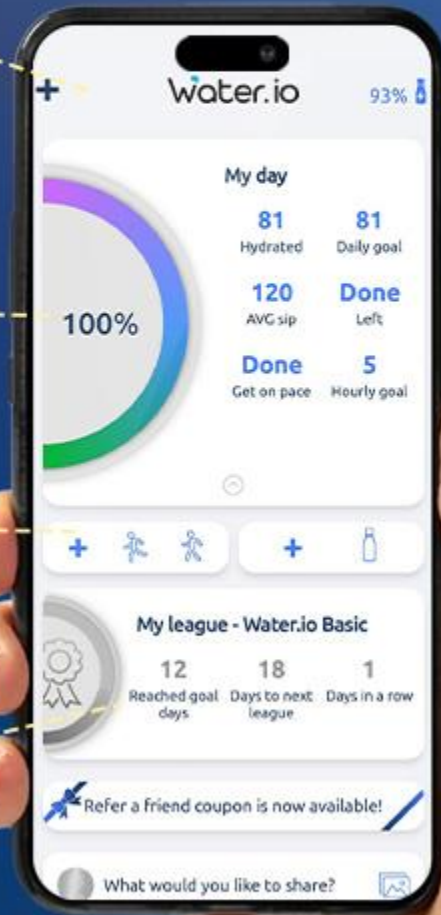 Water.io
93%
My day
81 81
Hydrated Daily goal
120 Done
AVG sip Left
100%
Done 5
Get on pace Hourly goal
+ +
My league - Water.io Basic
12 18 1
Reached goal days Days to next league Days in a row
Refer a friend coupon is now available!
What would you like to share?